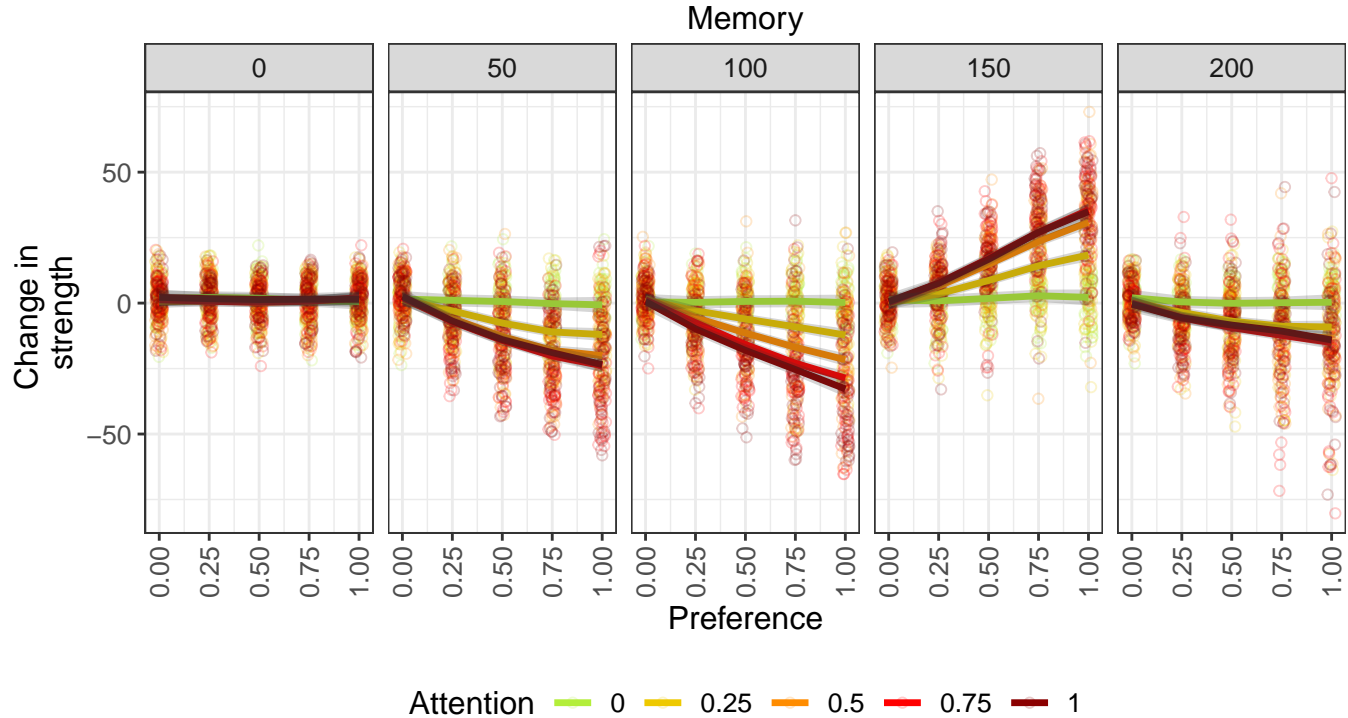 Memory
0 50 100 150 200
50
0
−50
Change in
strength
0.00 0.25 0.50 0.75 1.00 0.00 0.25 0.50 0.75 1.00 0.00 0.25 0.50 0.75 1.00 0.00 0.25 0.50 0.75 1.00 0.00 0.25 0.50 0.75 1.00
Preference
Attention 0 0.25 0.5 0.75 1